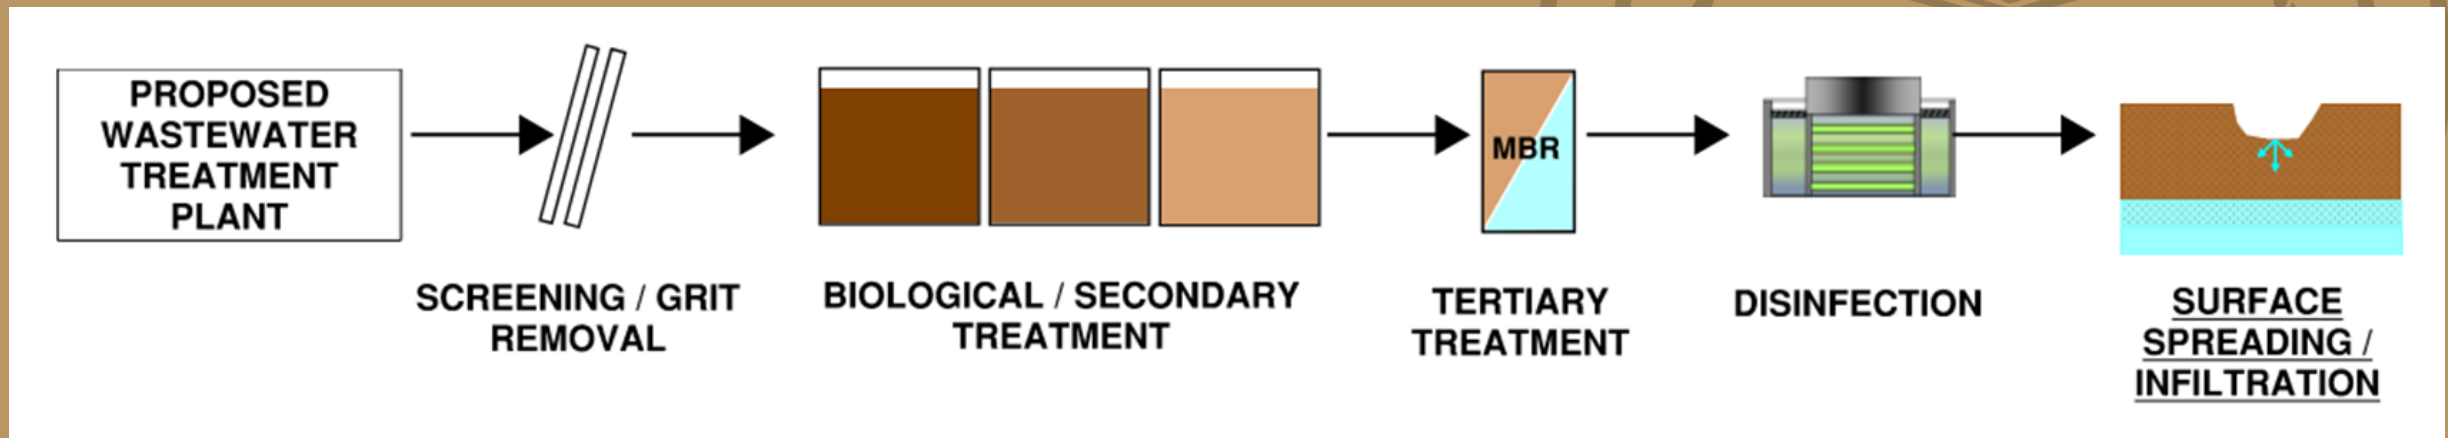 PROPOSED
WASTEWATER
TREATMENT
PLANT
SCREENING / GRIT
REMOVAL
BIOLOGICAL / SECONDARY
TREATMENT
MBR
TERTIARY
TREATMENT
DISINFECTION
SURFACE
SPREADING /
INFILTRATION